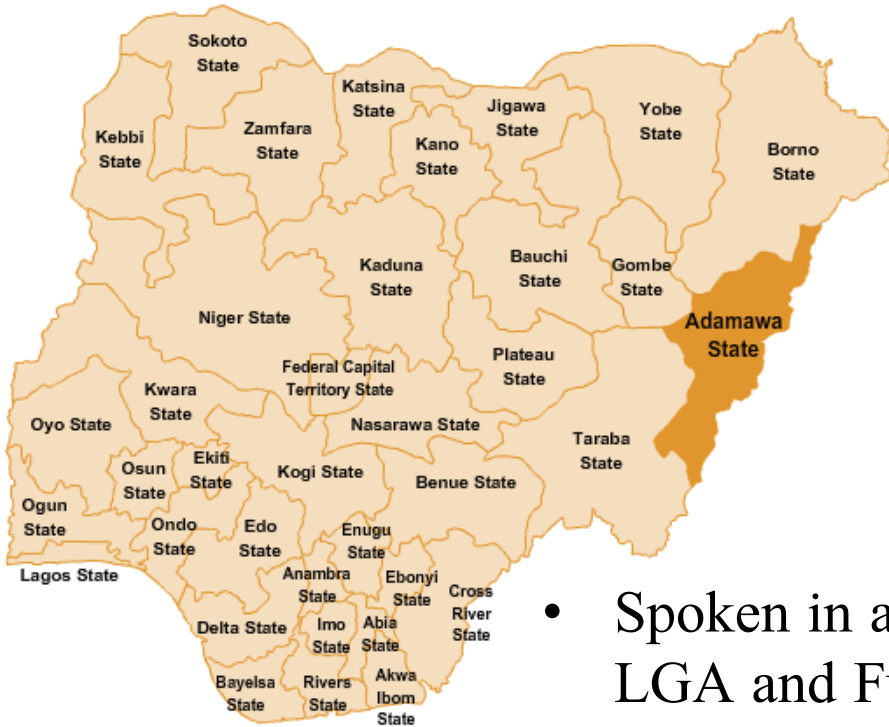 Sokoto
State
Katsina
State
Jigawa
State
Yobe
State
Kebbi
State
Zamfara
State
Kano
State
Borno
State
Kaduna
State
Bauchi
State
Gombe
State
Niger State
Adamawa
State
Federal Capital
Territory State
Plateau
State
Kwara
State
Oyo State
Nasarawa State
Taraba
State
Osun
State
Ekiti
State
Kogi State
Benue State
Ogun
State
Ondo
State
Edo
State
Enugu
State
Lagos State
Anambra
State
Ebonyi
State
Cross
River
State
Delta State
Imo
State
Abia
State
Bayelsa
State
Rivers
State
Akwa
Ibom
State
• Spoken in a
LGA and